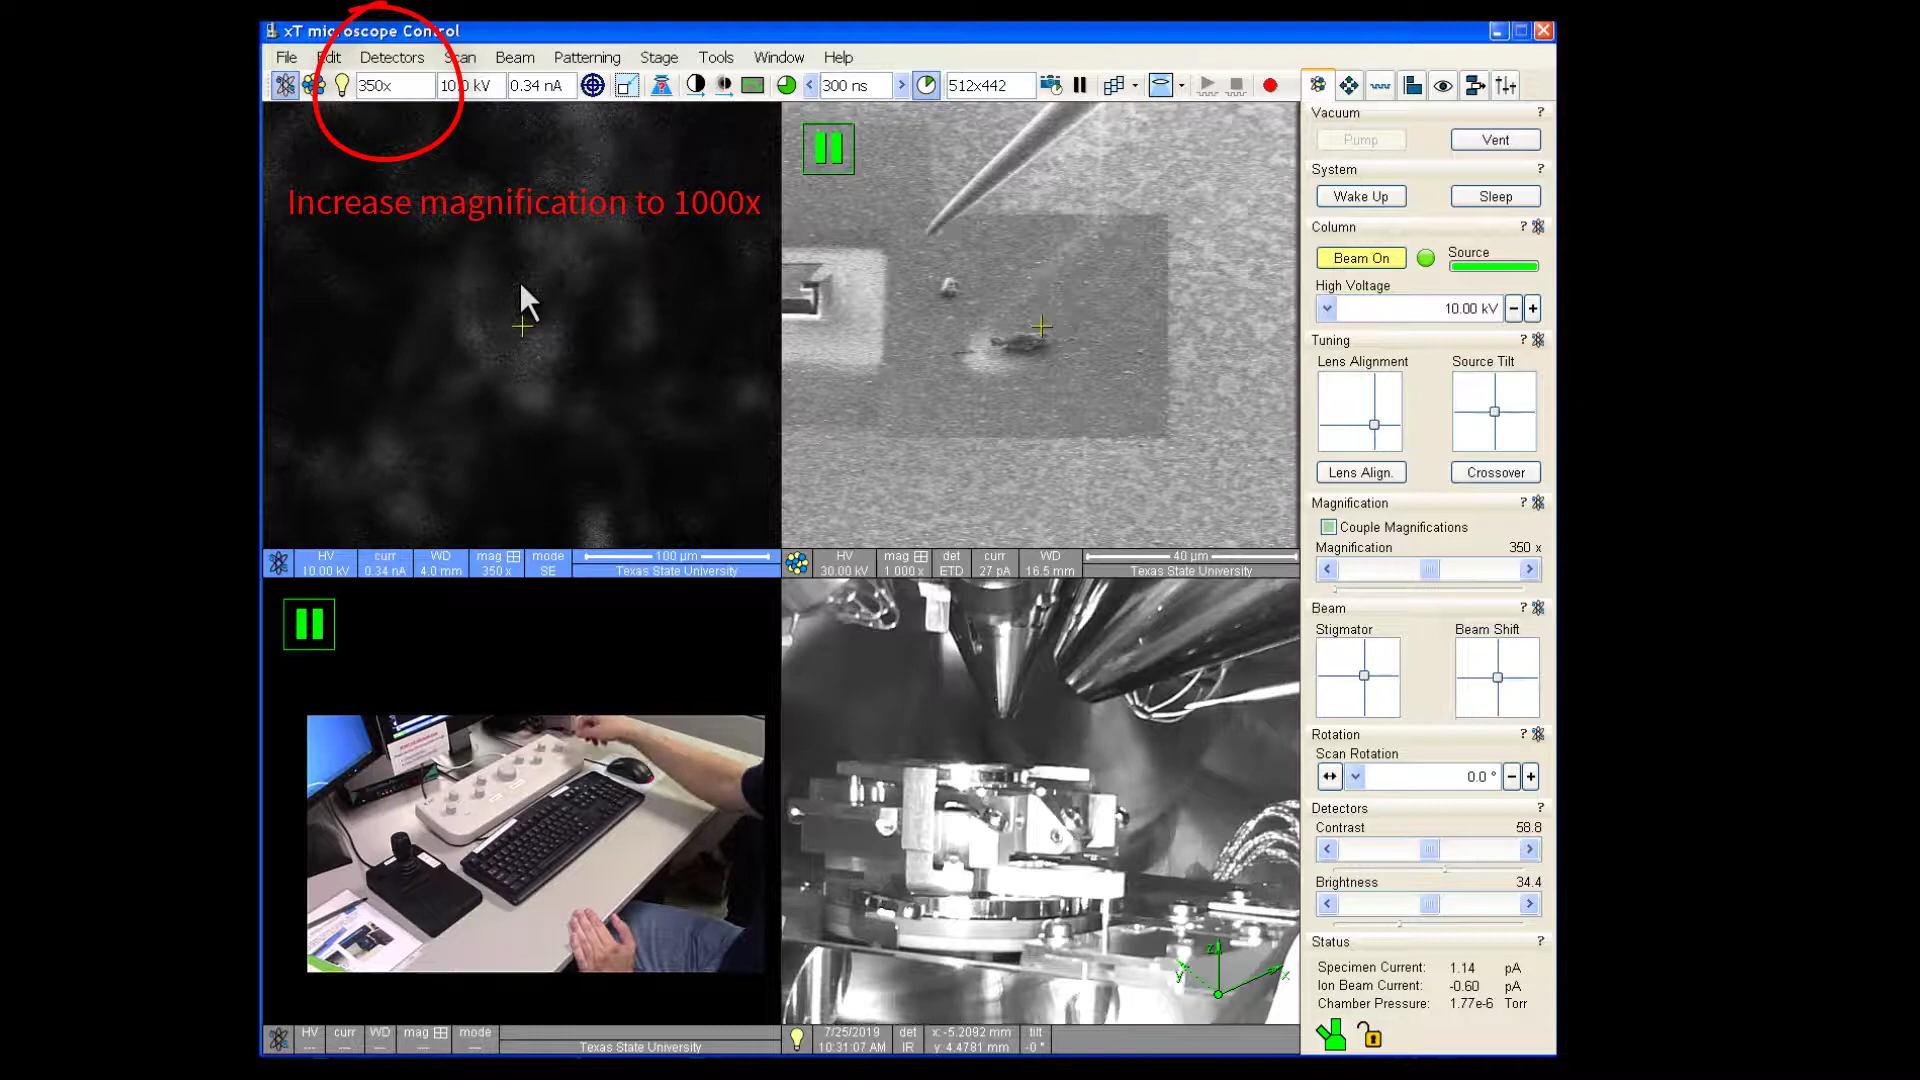 xT microscope Control
File Edit Detectors Scan Beam Patterning Stage Tools Window Help
350x 10.0 kV 0.34 nA 300 ns 512x442
Increase magnification to 1000x
HV curr WD mag mode 100 µm
10.00 kV 0.34 nA 4.0 mm 350 x SE Texas State University
HV mag det curr WD 40 µm
30.00 kV 1 000 x ETD 27 pA 16.5 mm Texas State University
z
y
x
HV curr WD mag mode
--- --- --- --- --- Texas State University
7/25/2019 det x: -5.2092 mm tilt
10:31:07 AM IR y: 4.4781 mm -0 °
Vacuum ?
Pump Vent
System ?
Wake Up Sleep
Column ?
Beam On Source
High Voltage
10.00 kV - +
Tuning ?
Lens Alignment Source Tilt
Lens Align. Crossover
Magnification ?
Couple Magnifications
Magnification 350 x
Beam ?
Stigmator Beam Shift
Rotation ?
Scan Rotation
0.0 ° - +
Detectors ?
Contrast 58.8
Brightness 34.4
Status ?
Specimen Current: 1.14 pA
Ion Beam Current: -0.60 pA
Chamber Pressure: 1.77e-6 Torr